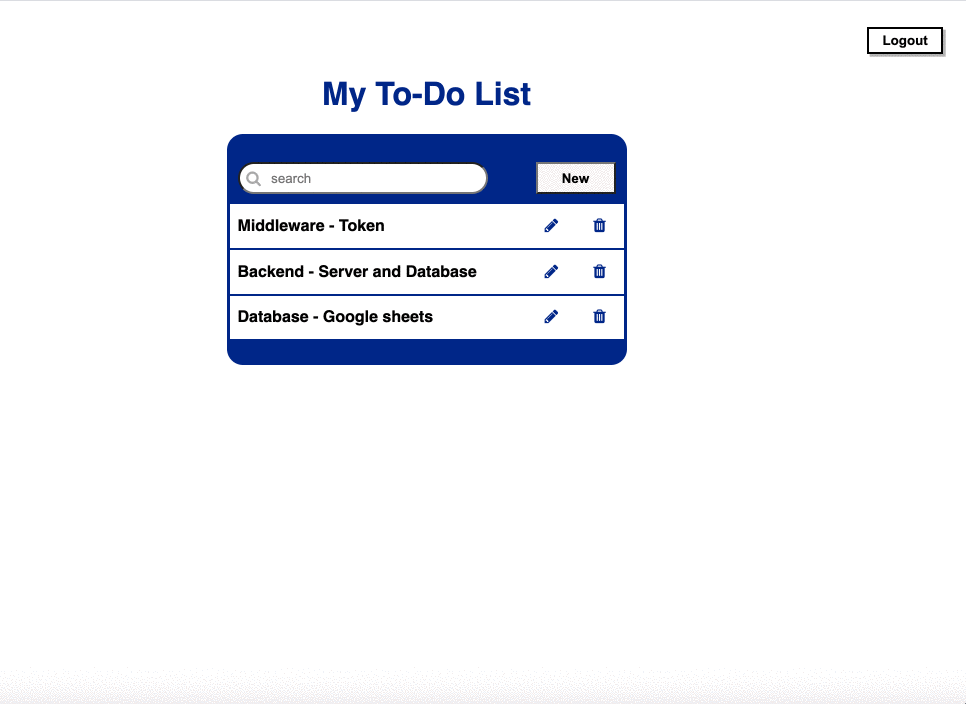 Logout
My To-Do List
search
New
Middleware - Token
Backend - Server and Database
Database - Google sheets